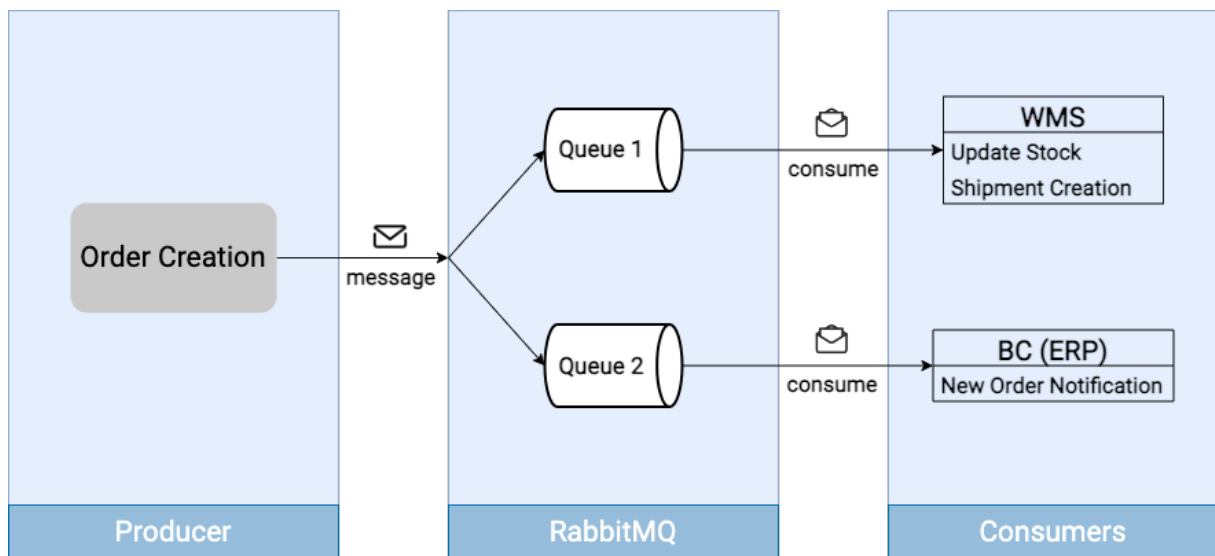 Order Creation
message
Queue 1
consume
WMS
Update Stock
Shipment Creation
Queue 2
consume
BC (ERP)
New Order Notification
Producer
RabbitMQ
Consumers